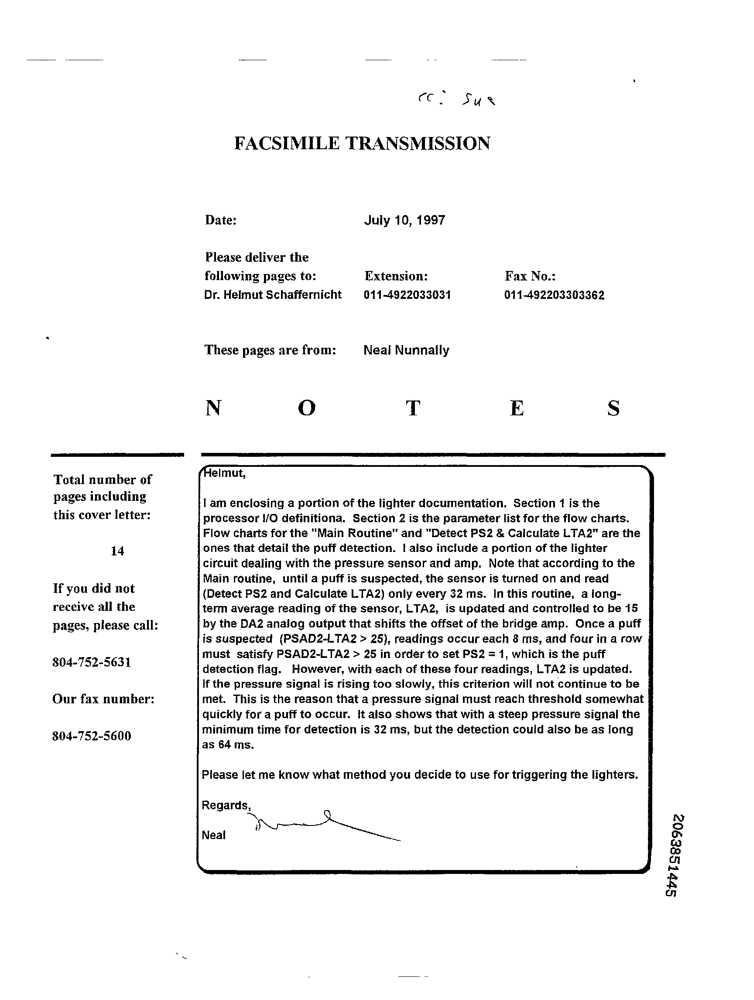 cc: Sue
FACSIMILE TRANSMISSION
Date: July 10, 1997
Please deliver the
following pages to: Extension: Fax No.:
Dr. Helmut Schaffernicht 011-4922033031 011-492203303362
These pages are from: Neal Nunnally
N O T E S
Total number of
pages including
this cover letter:
14
If you did not
receive all the
pages, please call:
804-752-5631
Our fax number:
804-752-5600
Helmut,
I am enclosing a portion of the lighter documentation. Section 1 is the
processor I/O definitiona. Section 2 is the parameter list for the flow charts.
Flow charts for the "Main Routine" and "Detect PS2 & Calculate LTA2" are the
ones that detail the puff detection. I also include a portion of the lighter
circuit dealing with the pressure sensor and amp. Note that according to the
Main routine, until a puff is suspected, the sensor is turned on and read
(Detect PS2 and Calculate LTA2) only every 32 ms. In this routine, a long-
term average reading of the sensor, LTA2, is updated and controlled to be 15
by the DA2 analog output that shifts the offset of the bridge amp. Once a puff
is suspected (PSAD2-LTA2 > 25), readings occur each 8 ms, and four in a row
must satisfy PSAD2-LTA2 > 25 in order to set PS2 = 1, which is the puff
detection flag. However, with each of these four readings, LTA2 is updated.
If the pressure signal is rising too slowly, this criterion will not continue to be
met. This is the reason that a pressure signal must reach threshold somewhat
quickly for a puff to occur. It also shows that with a steep pressure signal the
minimum time for detection is 32 ms, but the detection could also be as long
as 64 ms.
Please let me know what method you decide to use for triggering the lighters.
Regards,
Neal
2063851445